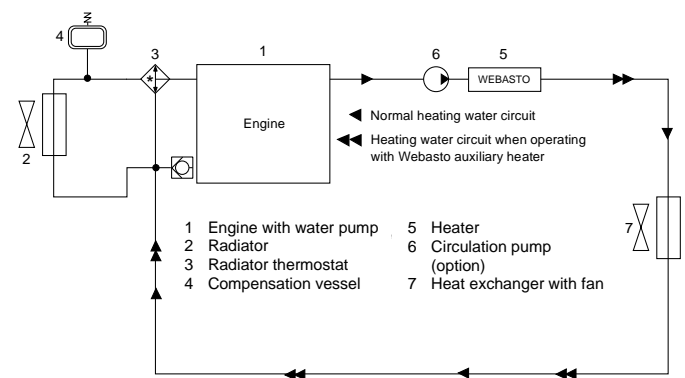 4
3
1
6
5
WEBASTO
Engine
Normal heating water circuit
Heating water circuit when operating
with Webasto auxiliary heater
2
7
1 Engine with water pump
2 Radiator
3 Radiator thermostat
4 Compensation vessel
5 Heater
6 Circulation pump
(option)
7 Heat exchanger with fan